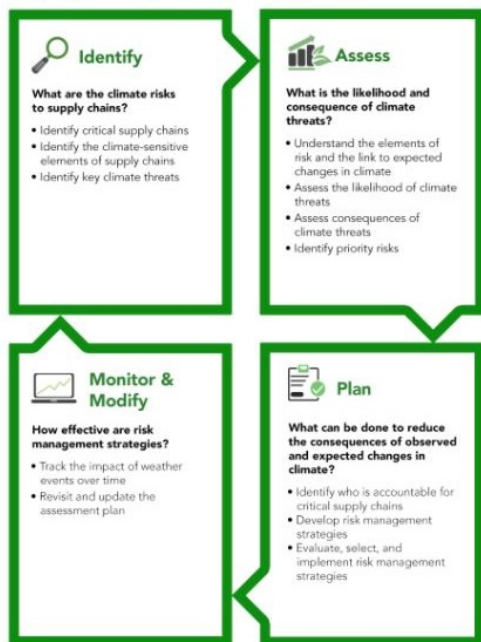 Identify
What are the climate risks
to supply chains?
• Identify critical supply chains
• Identify the climate-sensitive
elements of supply chains
• Identify key climate threats
Assess
What is the likelihood and
consequence of climate
threats?
• Understand the elements of
risk and the link to expected
changes in climate
• Assess the likelihood of climate
threats
• Assess consequences of
climate threats
• Identify priority risks
Plan
What can be done to reduce
the consequences of observed
and expected changes in
climate?
• Identify who is accountable for
critical supply chains
• Develop risk management
strategies
• Evaluate, select, and
implement risk management
strategies
Monitor &
Modify
How effective are risk
management strategies?
• Track the impact of weather
events over time
• Revisit and update the
assessment plan